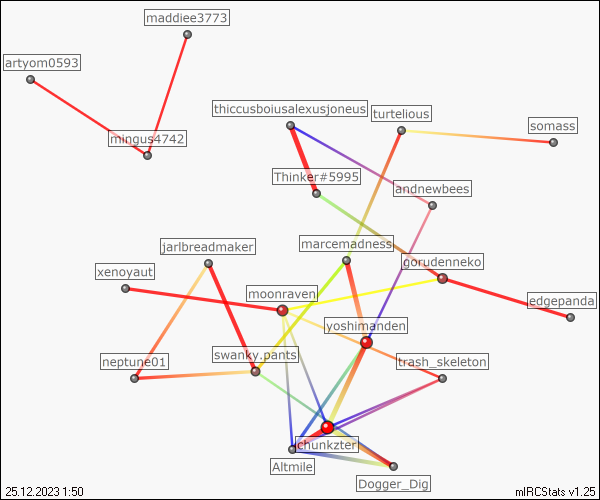 maddiee3773
artyom0593
thiccusboiusalexusjoneus
turtelious
somass
mingus4742
Thinker#5995
andnewbees
jarlbreadmaker
marcemadness
gorudenneko
xenoyaut
moonraven
edgepanda
yoshimanden
neptune01
swanky.pants
trash_skeleton
chunkzter
Altmile
Dogger_Dig
25.12.2023 1:50
mIRCStats v1.25